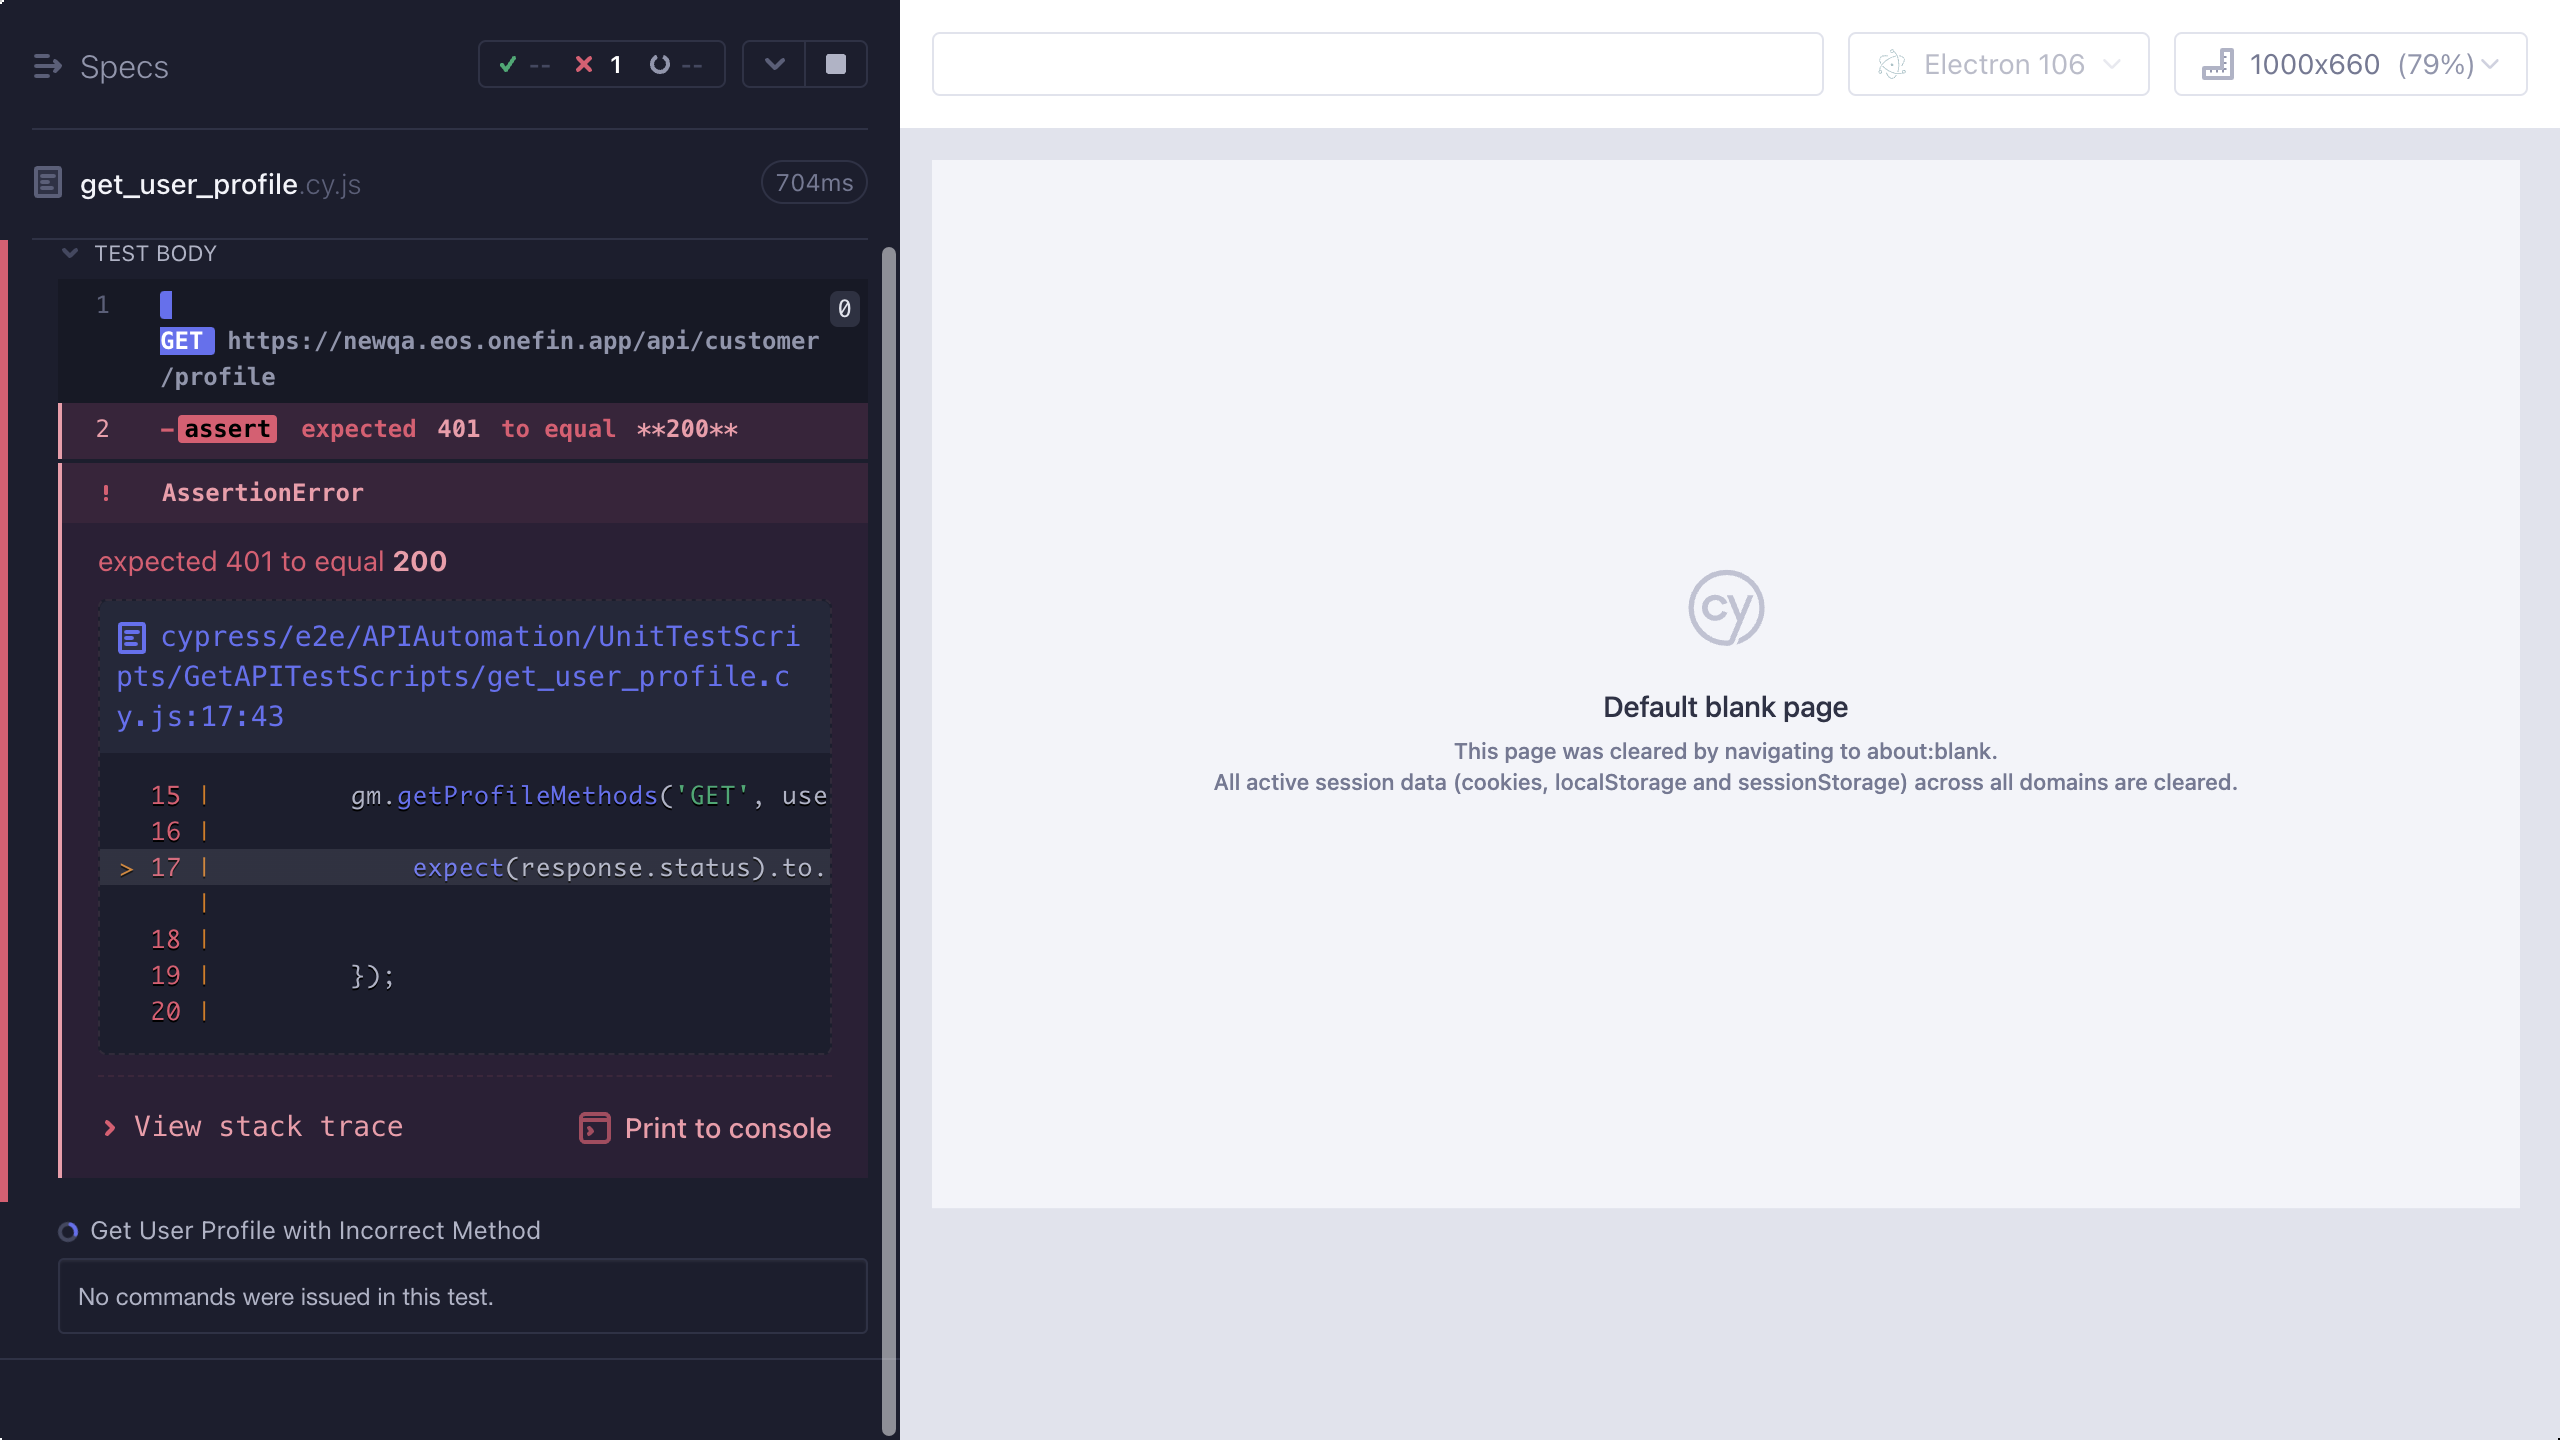 Specs
-- 1 --
get_user_profile.cy.js 704ms
TEST BODY
1 0
GET https://newqa.eos.onefin.app/api/customer
/profile
2 -assert expected 401 to equal **200**
! AssertionError
expected 401 to equal 200
cypress/e2e/APIAutomation/UnitTestScri
pts/GetAPITestScripts/get_user_profile.c
y.js:17:43
15 | gm.getProfileMethods('GET', use
16 |
> 17 | expect(response.status).to.
|
18 |
19 | });
20 |
View stack trace
Print to console
Get User Profile with Incorrect Method
No commands were issued in this test.
Electron 106
1000x660 (79%)
cy
Default blank page
This page was cleared by navigating to about:blank.
All active session data (cookies, localStorage and sessionStorage) across all domains are cleared.